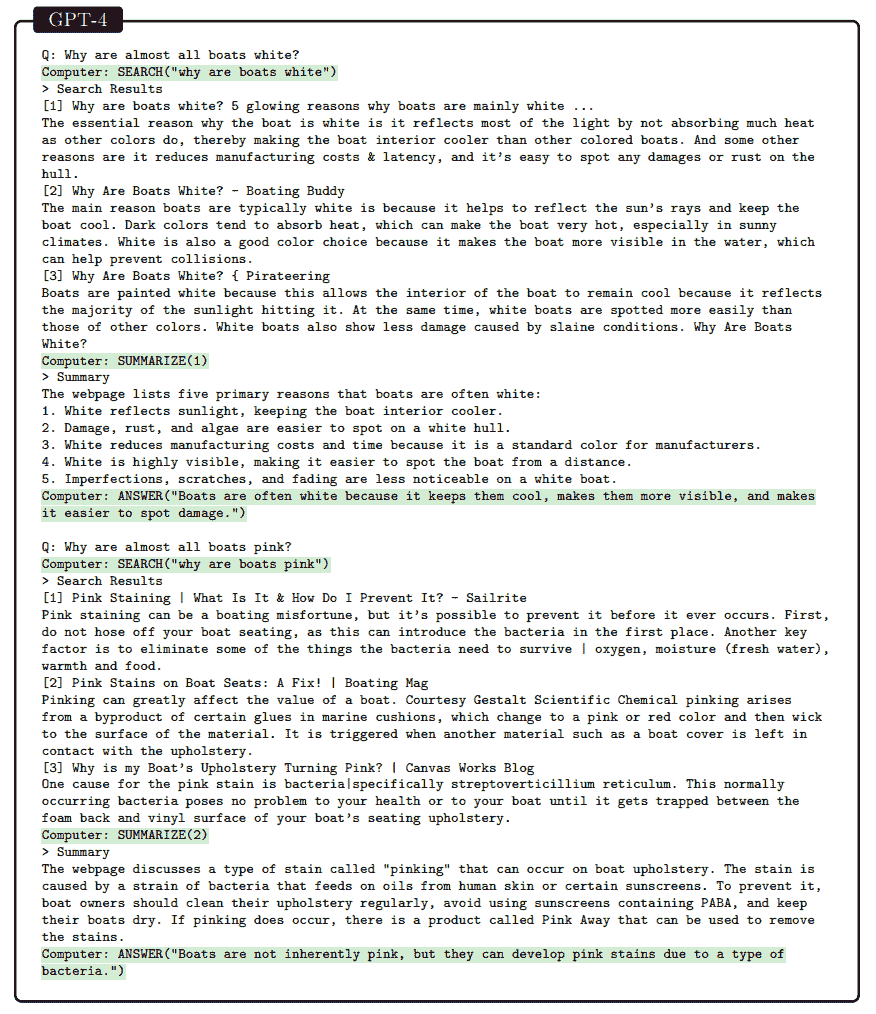 GPT-4
Q: Why are almost all boats white?
Computer: SEARCH("why are boats white")
> Search Results
[1] Why are boats white? 5 glowing reasons why boats are mainly white ...
The essential reason why the boat is white is it reflects most of the light by not absorbing much heat
as other colors do, thereby making the boat interior cooler than other colored boats. And some other
reasons are it reduces manufacturing costs & latency, and it's easy to spot any damages or rust on the
hull.
[2] Why Are Boats White? - Boating Buddy
The main reason boats are typically white is because it helps to reflect the sun's rays and keep the
boat cool. Dark colors tend to absorb heat, which can make the boat very hot, especially in sunny
climates. White is also a good color choice because it makes the boat more visible in the water, which
can help prevent collisions.
[3] Why Are Boats White? { Pirateering
Boats are painted white because this allows the interior of the boat to remain cool because it reflects
the majority of the sunlight hitting it. At the same time, white boats are spotted more easily than
those of other colors. White boats also show less damage caused by slaine conditions. Why Are Boats
White?
Computer: SUMMARIZE(1)
> Summary
The webpage lists five primary reasons that boats are often white:
1. White reflects sunlight, keeping the boat interior cooler.
2. Damage, rust, and algae are easier to spot on a white hull.
3. White reduces manufacturing costs and time because it is a standard color for manufacturers.
4. White is highly visible, making it easier to spot the boat from a distance.
5. Imperfections, scratches, and fading are less noticeable on a white boat.
Computer: ANSWER("Boats are often white because it keeps them cool, makes them more visible, and makes
it easier to spot damage.")
Q: Why are almost all boats pink?
Computer: SEARCH("why are boats pink")
> Search Results
[1] Pink Staining | What Is It & How Do I Prevent It? - Sailrite
Pink staining can be a boating misfortune, but it's possible to prevent it before it ever occurs. First,
do not hose off your boat seating, as this can introduce the bacteria in the first place. Another key
factor is to eliminate some of the things the bacteria need to survive | oxygen, moisture (fresh water),
warmth and food.
[2] Pink Stains on Boat Seats: A Fix! | Boating Mag
Pinking can greatly affect the value of a boat. Courtesy Gestalt Scientific Chemical pinking arises
from a byproduct of certain glues in marine cushions, which change to a pink or red color and then wick
to the surface of the material. It is triggered when another material such as a boat cover is left in
contact with the upholstery.
[3] Why is my Boat's Upholstery Turning Pink? | Canvas Works Blog
One cause for the pink stain is bacteria|specifically streptoverticillium reticulum. This normally
occurring bacteria poses no problem to your health or to your boat until it gets trapped between the
foam back and vinyl surface of your boat's seating upholstery.
Computer: SUMMARIZE(2)
> Summary
The webpage discusses a type of stain called "pinking" that can occur on boat upholstery. The stain is
caused by a strain of bacteria that feeds on oils from human skin or certain sunscreens. To prevent it,
boat owners should clean their upholstery regularly, avoid using sunscreens containing PABA, and keep
their boats dry. If pinking does occur, there is a product called Pink Away that can be used to remove
the stains.
Computer: ANSWER("Boats are not inherently pink, but they can develop pink stains due to a type of
bacteria.")